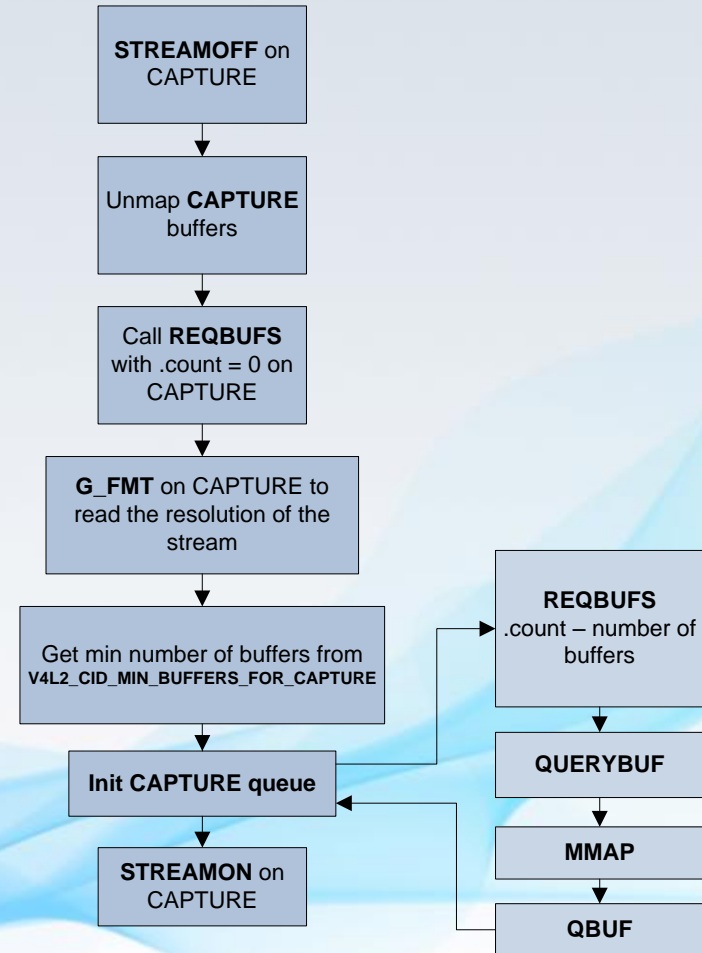 STREAMOFF on
CAPTURE
Unmap CAPTURE
buffers
Call REQBUFS
with .count = 0 on
CAPTURE
G_FMT on CAPTURE to
read the resolution of the
stream
Get min number of buffers from
V4L2_CID_MIN_BUFFERS_FOR_CAPTURE
Init CAPTURE queue
STREAMON on
CAPTURE
REQBUFS
.count – number of
buffers
QUERYBUF
MMAP
QBUF